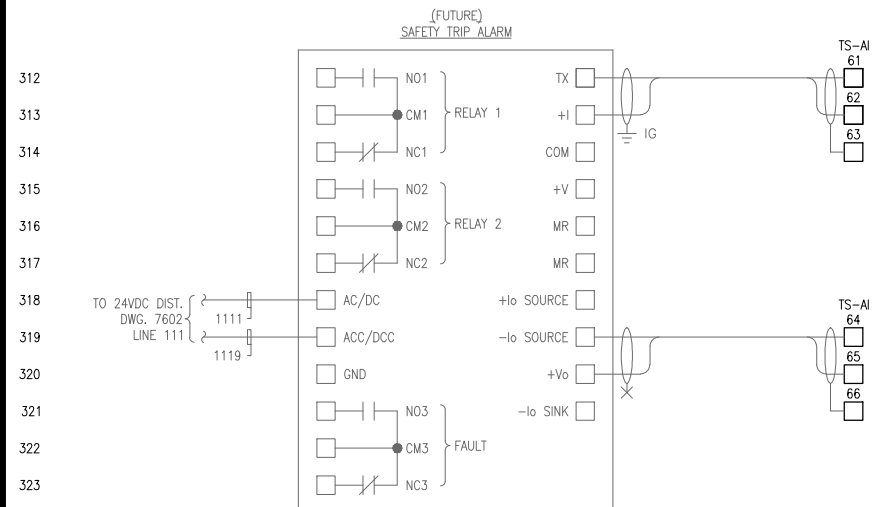 (FUTURE)
SAFETY TRIP ALARM
TS-AI
61
312 NO1 TX
62
313 CM1 RELAY 1 +I
63
IG
314 NC1 COM
315 NO2 +V
316 CM2 RELAY 2 MR
317 NC2 MR
318 TO 24VDC DIST. AC/DC +Io SOURCE
TS-AI
DWG. 7602 1111
64
319 LINE 111 ACC/DCC -Io SOURCE
1119
65
320 GND +Vo
66
321 NO3 -Io SINK
322 CM3 FAULT
323 NC3